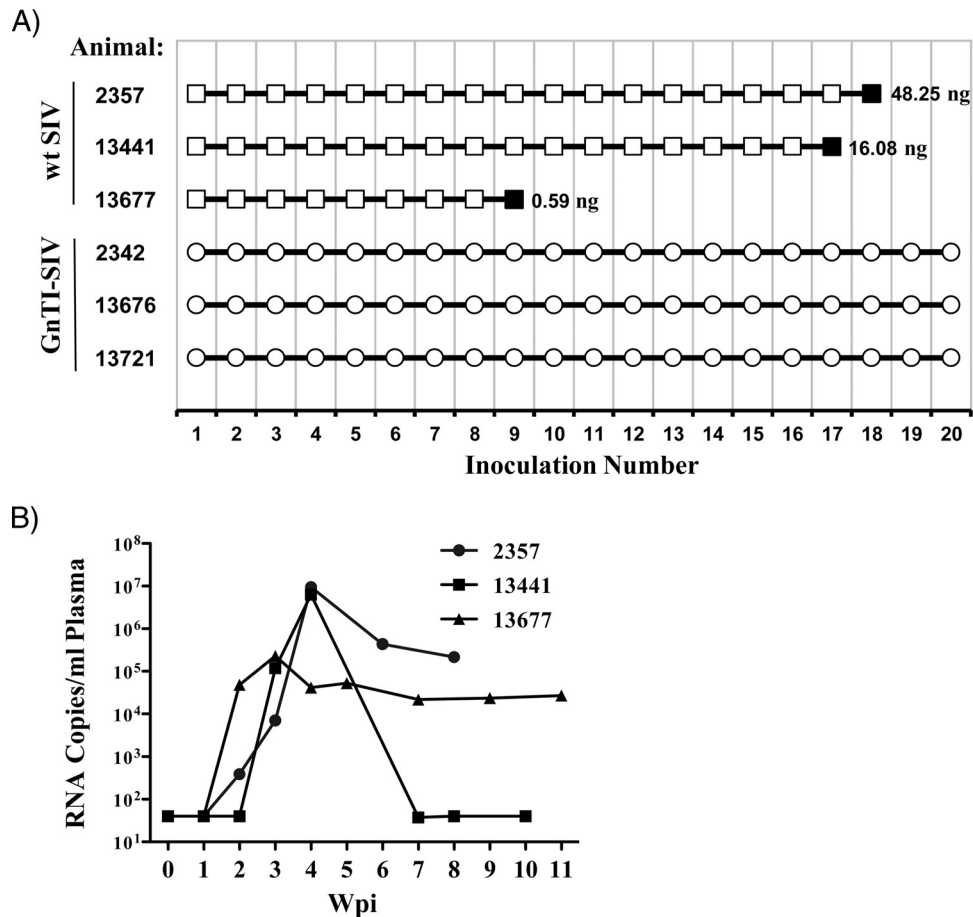 A)
Animal:
wt SIV
2357
48.25 ng
13441
16.08 ng
13677
0.59 ng
GnTI-SIV
2342
13676
13721
1 2 3 4 5 6 7 8 9 10 11 12 13 14 15 16 17 18 19 20
Inoculation Number
B)
RNA Copies/ml Plasma
10⁸
10⁷
10⁶
10⁵
10⁴
10³
10²
10¹
2357
13441
13677
0 1 2 3 4 5 6 7 8 9 10 11
Wpi